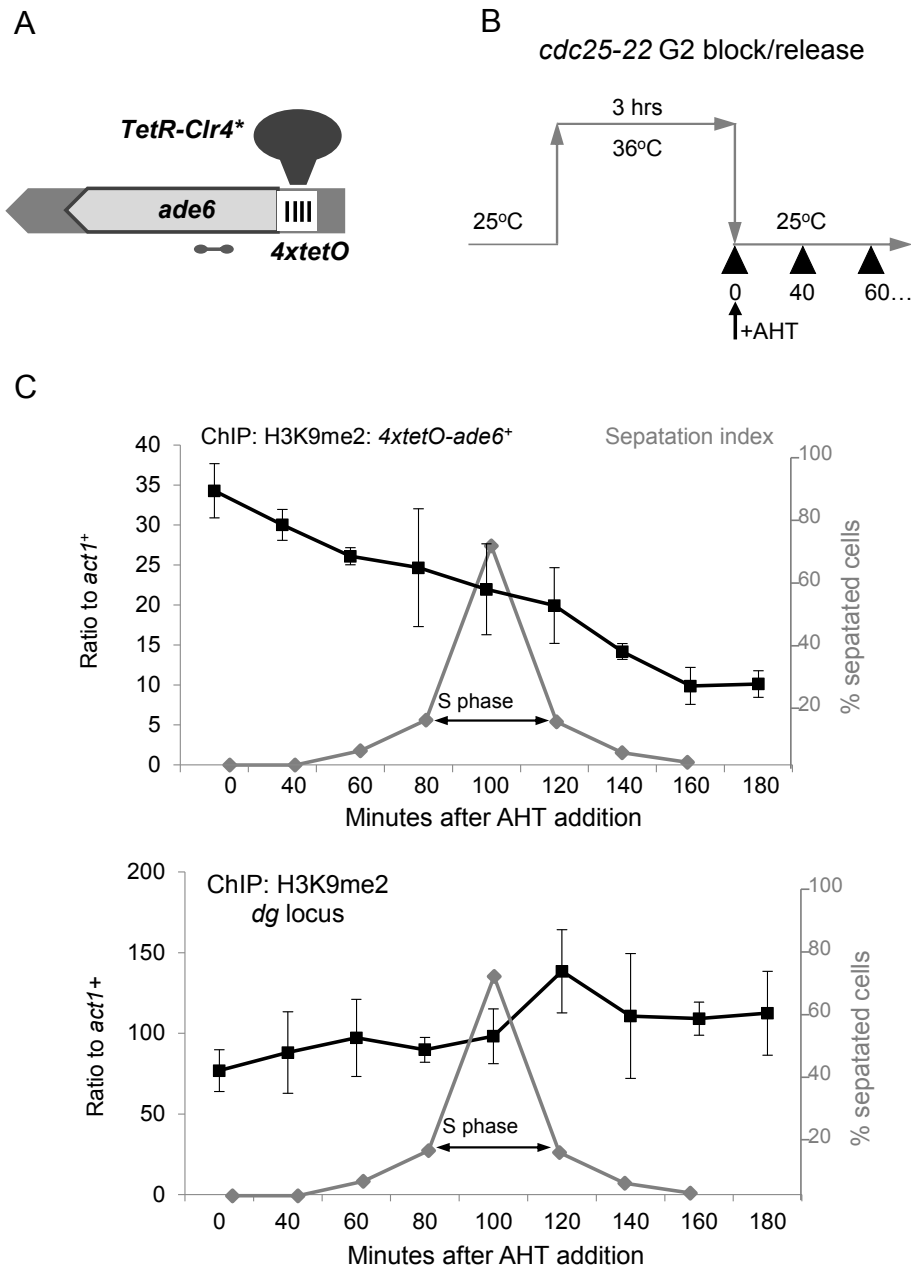 A
TetR-Clr4*
ade6
4xtetO
B
cdc25-22 G2 block/release
3 hrs
36ºC
25ºC
25ºC
0
40
60...
+AHT
C
ChIP: H3K9me2: 4xtetO-ade6+
Sepatation index
Ratio to act1+
40
35
30
25
20
15
10
5
0
100
80
60
40
20
% sepatated cells
S phase
0 40 60 80 100 120 140 160 180
Minutes after AHT addition
ChIP: H3K9me2
dg locus
Ratio to act1+
200
150
100
50
0
100
80
60
40
20
% sepatated cells
S phase
0 40 60 80 100 120 140 160 180
Minutes after AHT addition